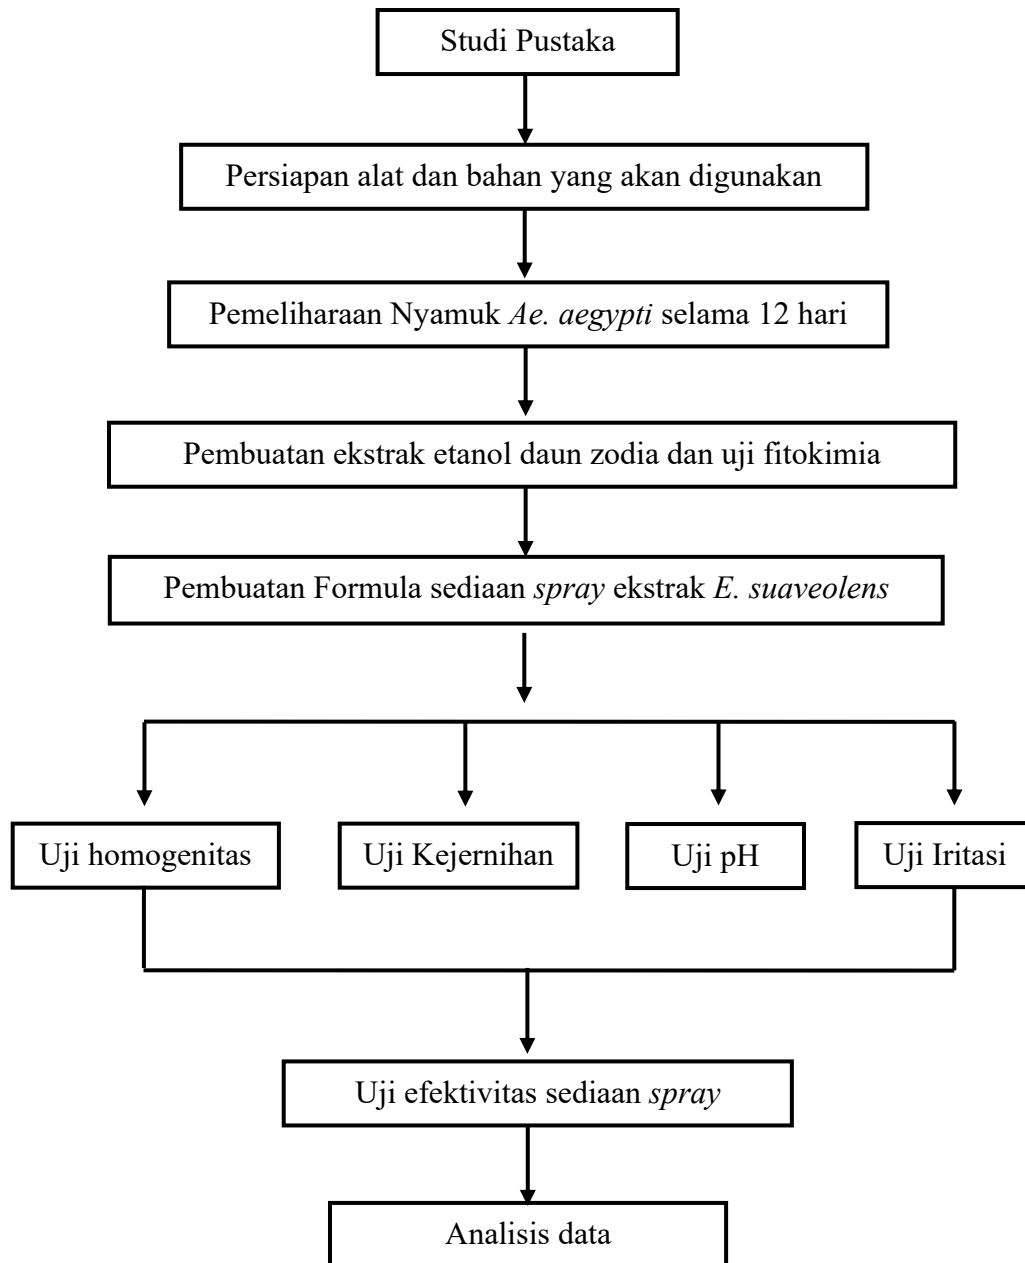 Studi Pustaka
Persiapan alat dan bahan yang akan digunakan
Pemeliharaan Nyamuk Ae. aegypti selama 12 hari
Pembuatan ekstrak etanol daun zodia dan uji fitokimia
Pembuatan Formula sediaan spray ekstrak E. suaveolens
Uji homogenitas
Uji Kejernihan
Uji pH
Uji Iritasi
Uji efektivitas sediaan spray
Analisis data